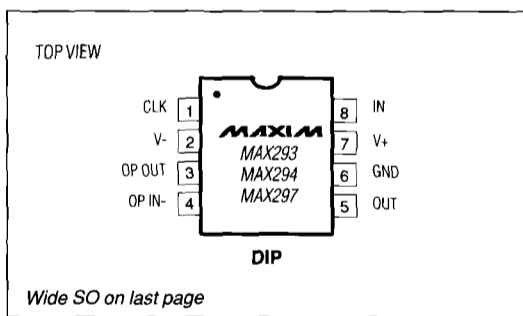 TOP VIEW
CLK 1 8 IN
MAXIM
V- 2 7 V+
MAX293
OP OUT 3 6 GND
MAX294
MAX297
OP IN- 4 5 OUT
DIP
Wide SO on last page